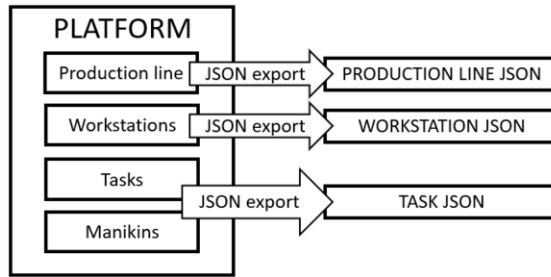 PLATFORM
Production line
JSON export
PRODUCTION LINE JSON
Workstations
JSON export
WORKSTATION JSON
Tasks
JSON export
TASK JSON
Manikins